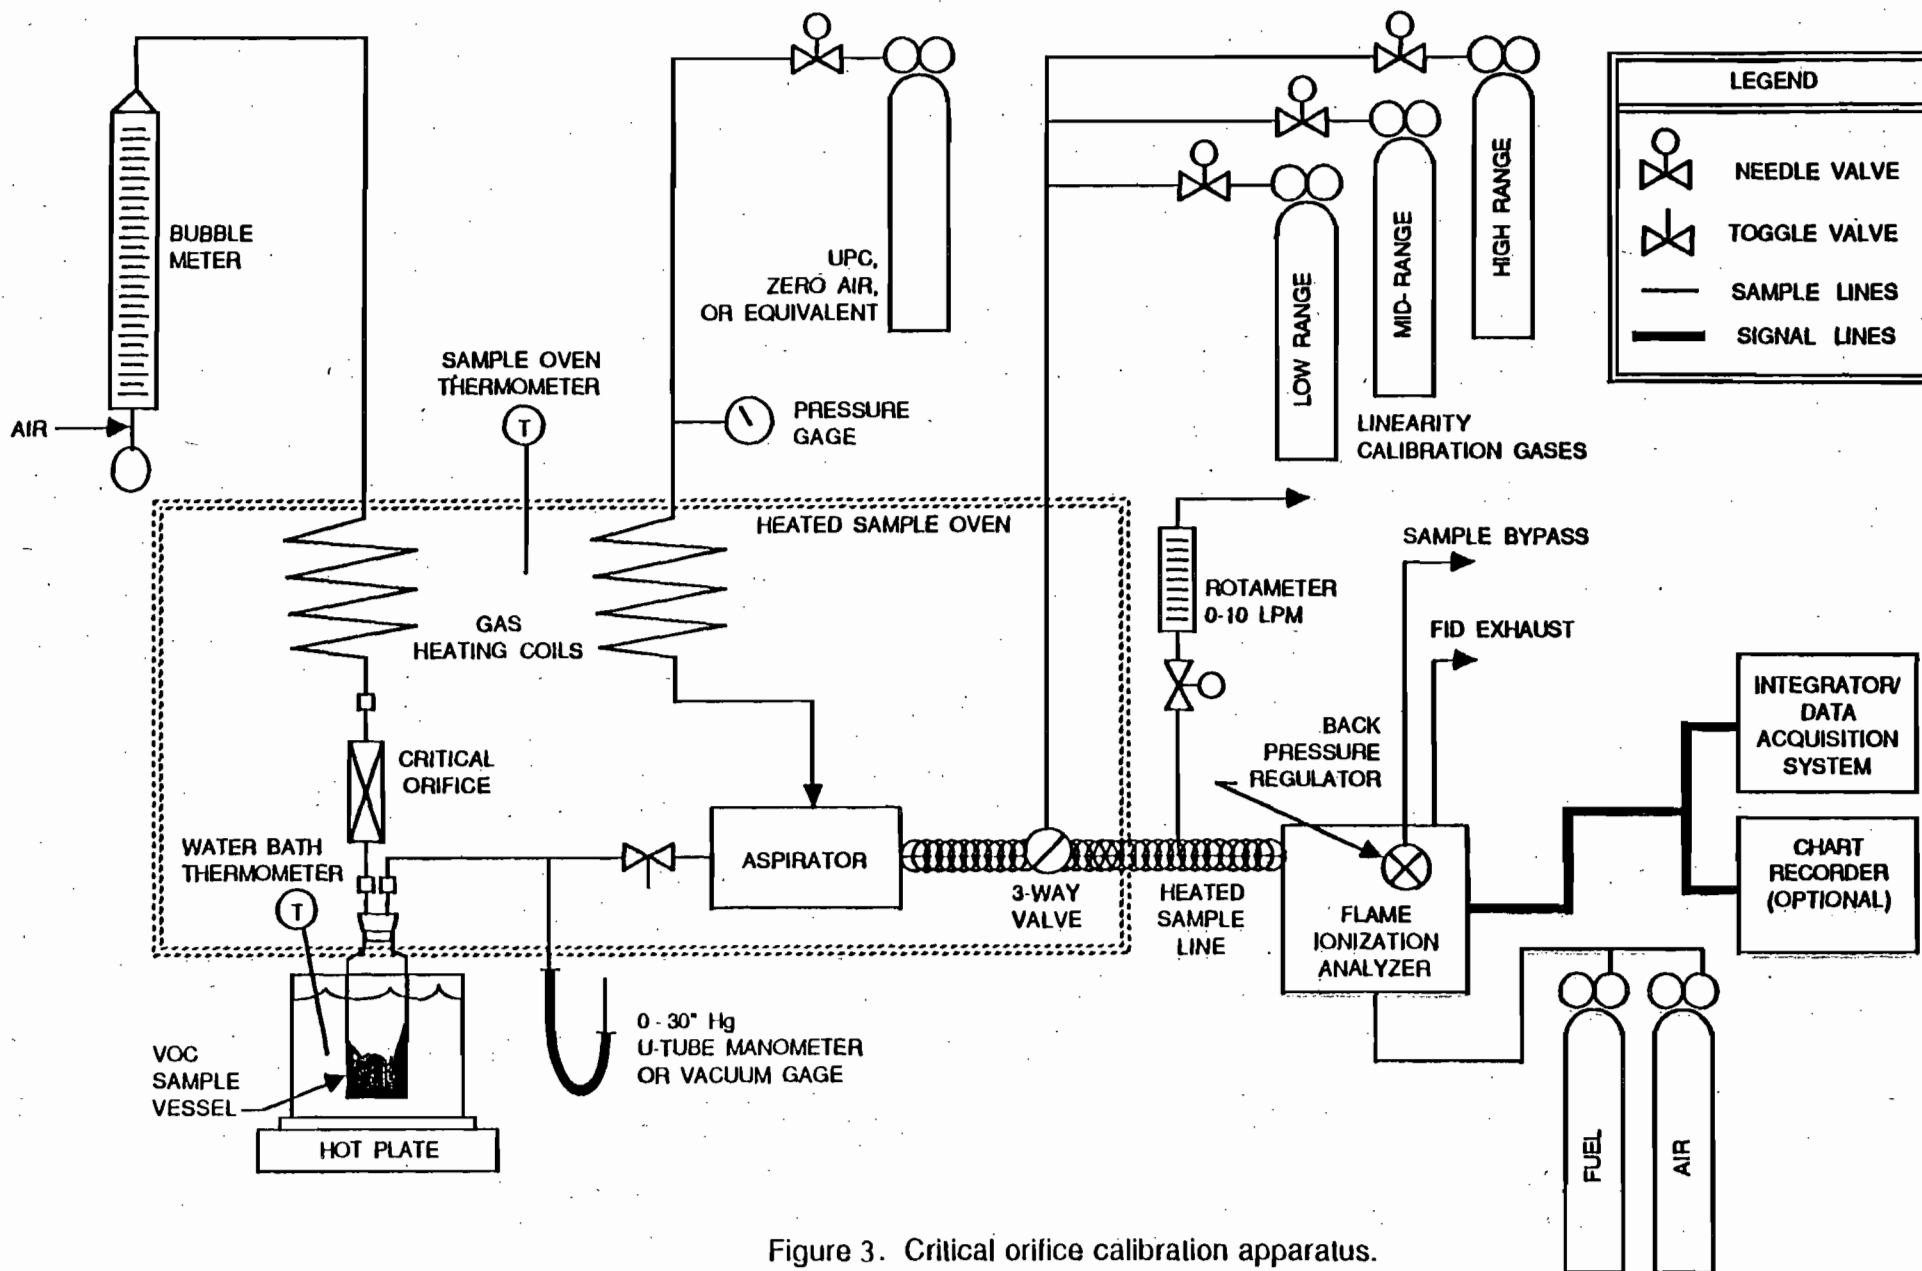 LEGEND
NEEDLE VALVE
TOGGLE VALVE
SAMPLE LINES
SIGNAL LINES
BUBBLE
METER
AIR
UPC,
ZERO AIR,
OR EQUIVALENT
LOW RANGE
MID-RANGE
HIGH RANGE
LINEARITY
CALIBRATION GASES
SAMPLE OVEN
THERMOMETER
T
PRESSURE
GAGE
HEATED SAMPLE OVEN
GAS
HEATING COILS
ROTAMETER
0-10 LPM
SAMPLE BYPASS
FID EXHAUST
BACK
PRESSURE
REGULATOR
INTEGRATOR/
DATA
ACQUISITION
SYSTEM
CHART
RECORDER
(OPTIONAL)
CRITICAL
ORIFICE
WATER BATH
THERMOMETER
T
ASPIRATOR
3-WAY
VALVE
HEATED
SAMPLE
LINE
FLAME
IONIZATION
ANALYZER
0 - 30" Hg
U-TUBE MANOMETER
OR VACUUM GAGE
VOC
SAMPLE
VESSEL
HOT PLATE
FUEL
AIR
Figure 3. Critical orifice calibration apparatus.